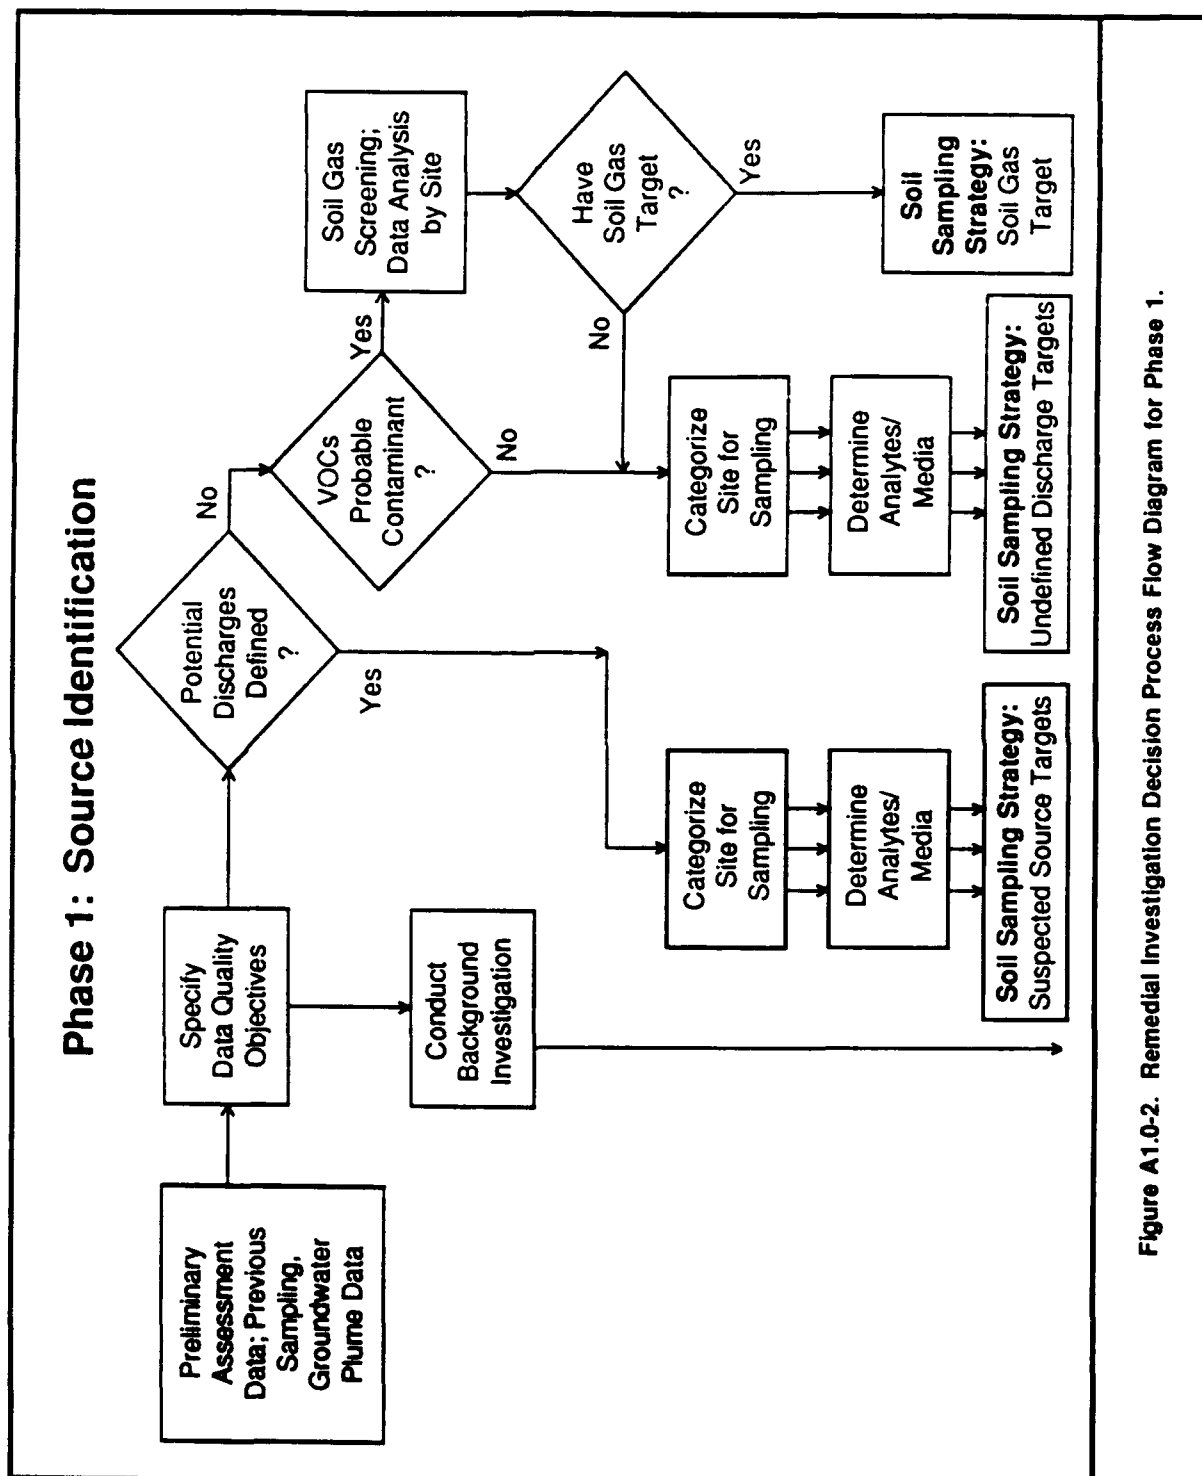 Phase 1: Source Identification
Preliminary
Assessment
Data; Previous
Sampling,
Groundwater
Plume Data
Specify
Data Quality
Objectives
Conduct
Background
Investigation
Potential
Discharges
Defined
?
No
Yes
VOCs
Probable
Contaminant
?
Yes
No
Soil Gas
Screening;
Data Analysis
by Site
Have
Soil Gas
Target
?
No
Yes
Categorize
Site for
Sampling
Determine
Analytes/
Media
Soil Sampling Strategy:
Suspected Source Targets
Categorize
Site for
Sampling
Determine
Analytes/
Media
Soil Sampling Strategy:
Undefined Discharge Targets
Soil
Sampling
Strategy:
Soil Gas
Target
Figure A1.0-2. Remedial Investigation Decision Process Flow Diagram for Phase 1.